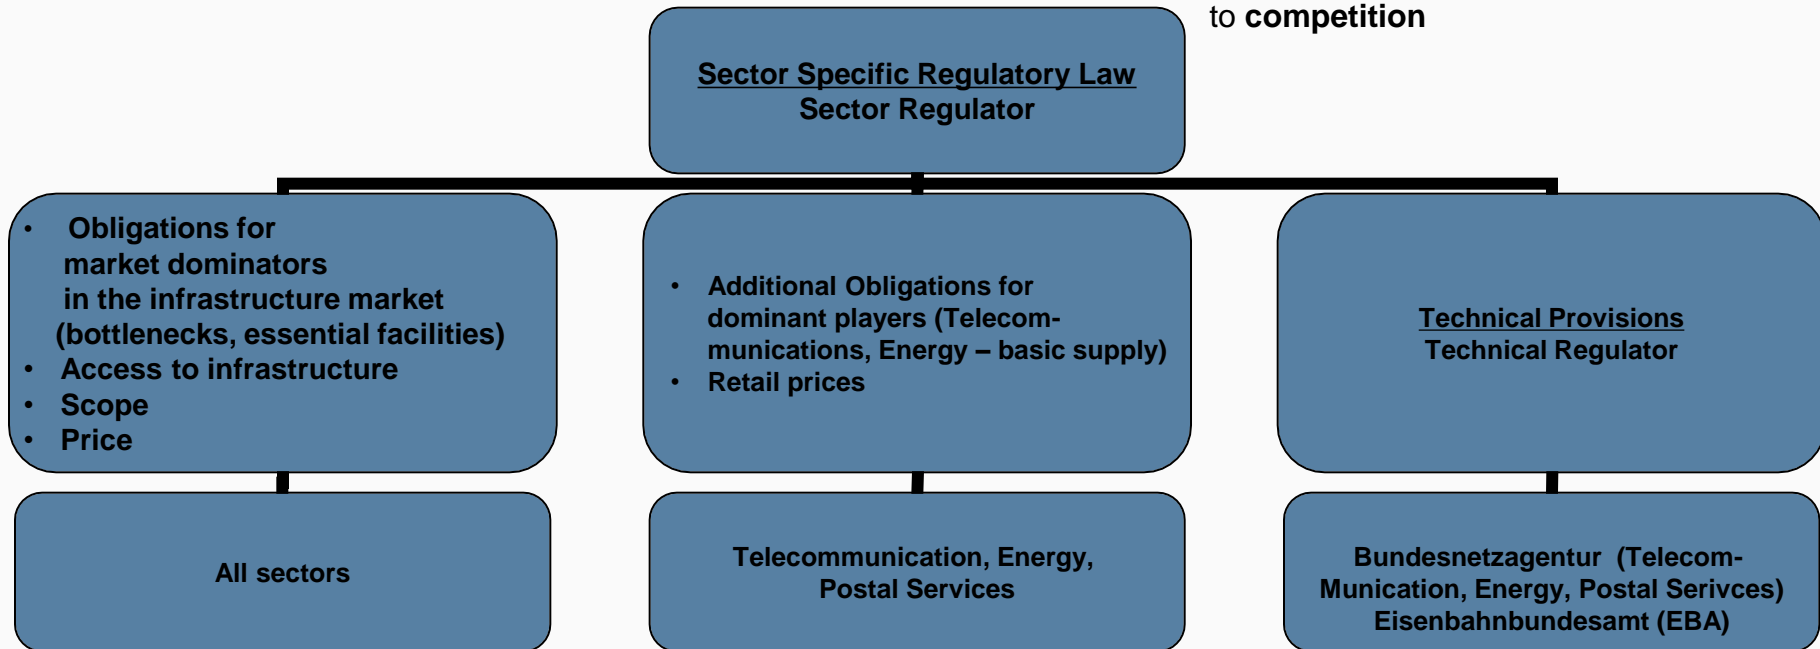 to competition
Sector Specific Regulatory Law
Sector Regulator
• Obligations for
market dominators
in the infrastructure market
(bottlenecks, essential facilities)
• Access to infrastructure
• Scope
• Price
• Additional Obligations for
dominant players (Telecom-
munications, Energy – basic supply)
• Retail prices
Technical Provisions
Technical Regulator
All sectors
Telecommunication, Energy,
Postal Services
Bundesnetzagentur (Telecom-
Munication, Energy, Postal Serivces)
Eisenbahnbundesamt (EBA)